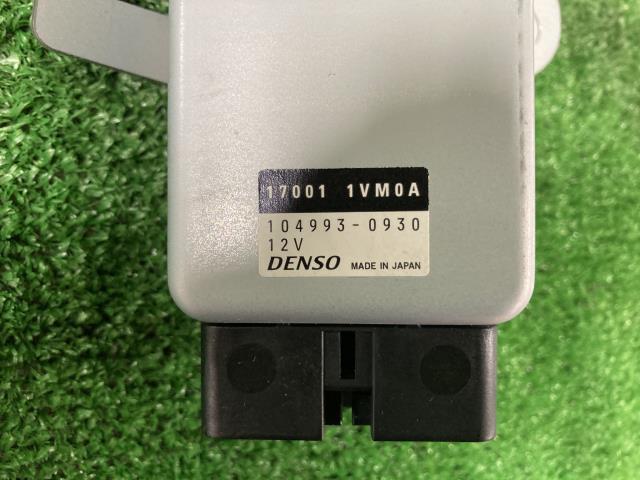 17001 1VM0A
104993-0930
12V
DENSO MADE IN JAPAN